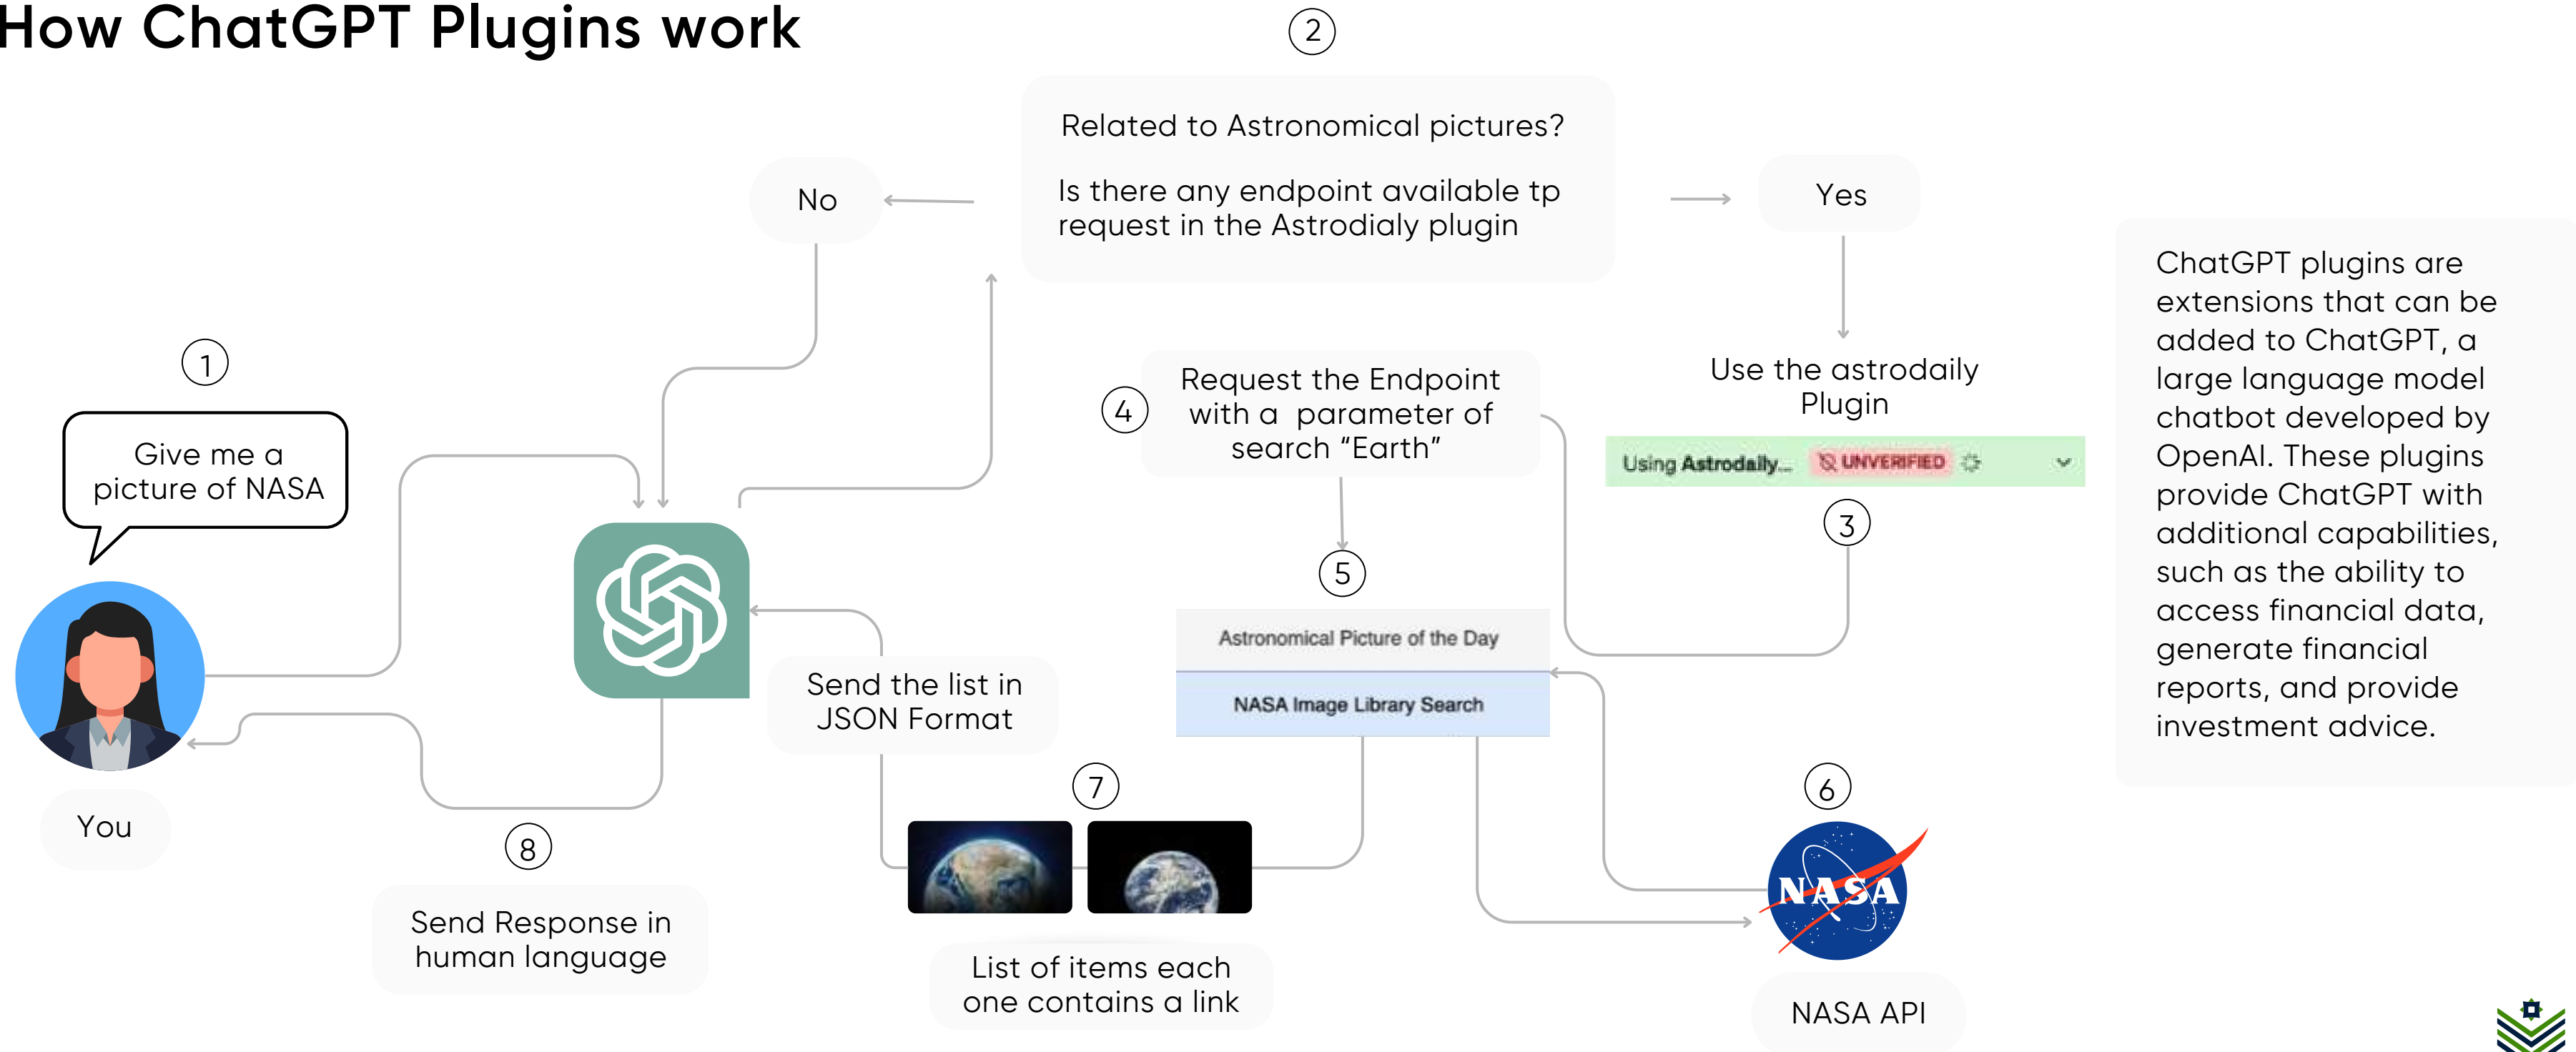 How ChatGPT Plugins work
2
Related to Astronomical pictures?
Is there any endpoint available tp
request in the Astrodialy plugin
No
Yes
1
Give me a
picture of NASA
You
4
Request the Endpoint
with a parameter of
search “Earth”
Use the astrodaily
Plugin
Using Astrodaily... UNVERIFIED
3
5
Astronomical Picture of the Day
NASA Image Library Search
Send the list in
JSON Format
7
List of items each
one contains a link
6
NASA
NASA API
8
Send Response in
human language
ChatGPT plugins are
extensions that can be
added to ChatGPT, a
large language model
chatbot developed by
OpenAI. These plugins
provide ChatGPT with
additional capabilities,
such as the ability to
access financial data,
generate financial
reports, and provide
investment advice.